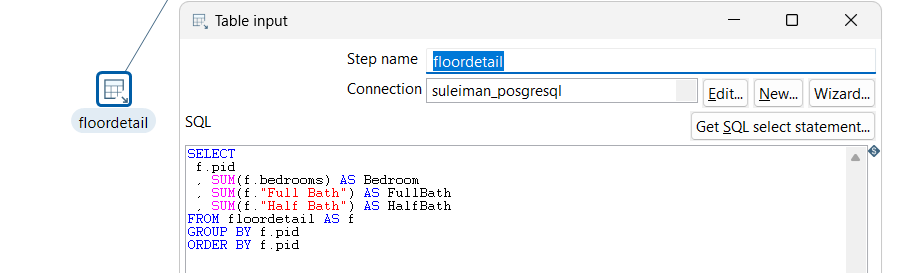 Table input
Step name floordetail
Connection suleiman_posgresql Edit... New... Wizard...
floordetail
SQL Get SQL select statement...
SELECT
f.pid
, SUM(f.bedrooms) AS Bedroom
, SUM(f."Full Bath") AS FullBath
, SUM(f."Half Bath") AS HalfBath
FROM floordetail AS f
GROUP BY f.pid
ORDER BY f.pid